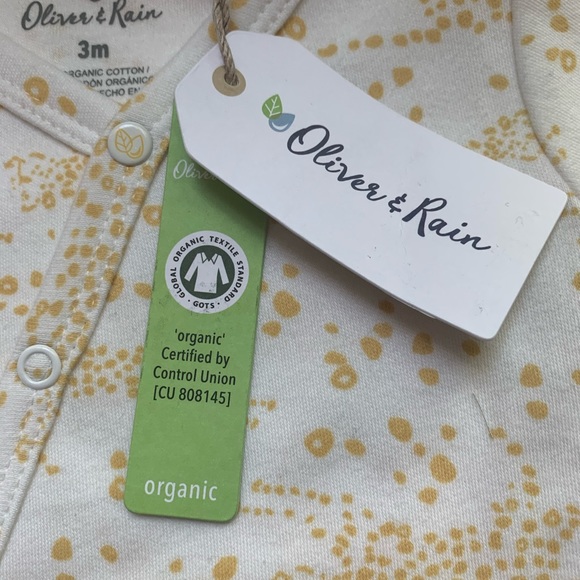 Oliver & Rain
3m
ORGANIC COTTON /
ORGÁNICO
Oliver & Rain
GLOBAL ORGANIC TEXTILE STANDARD
· GOTS ·
'organic'
Certified by
Control Union
[CU 808145]
organic